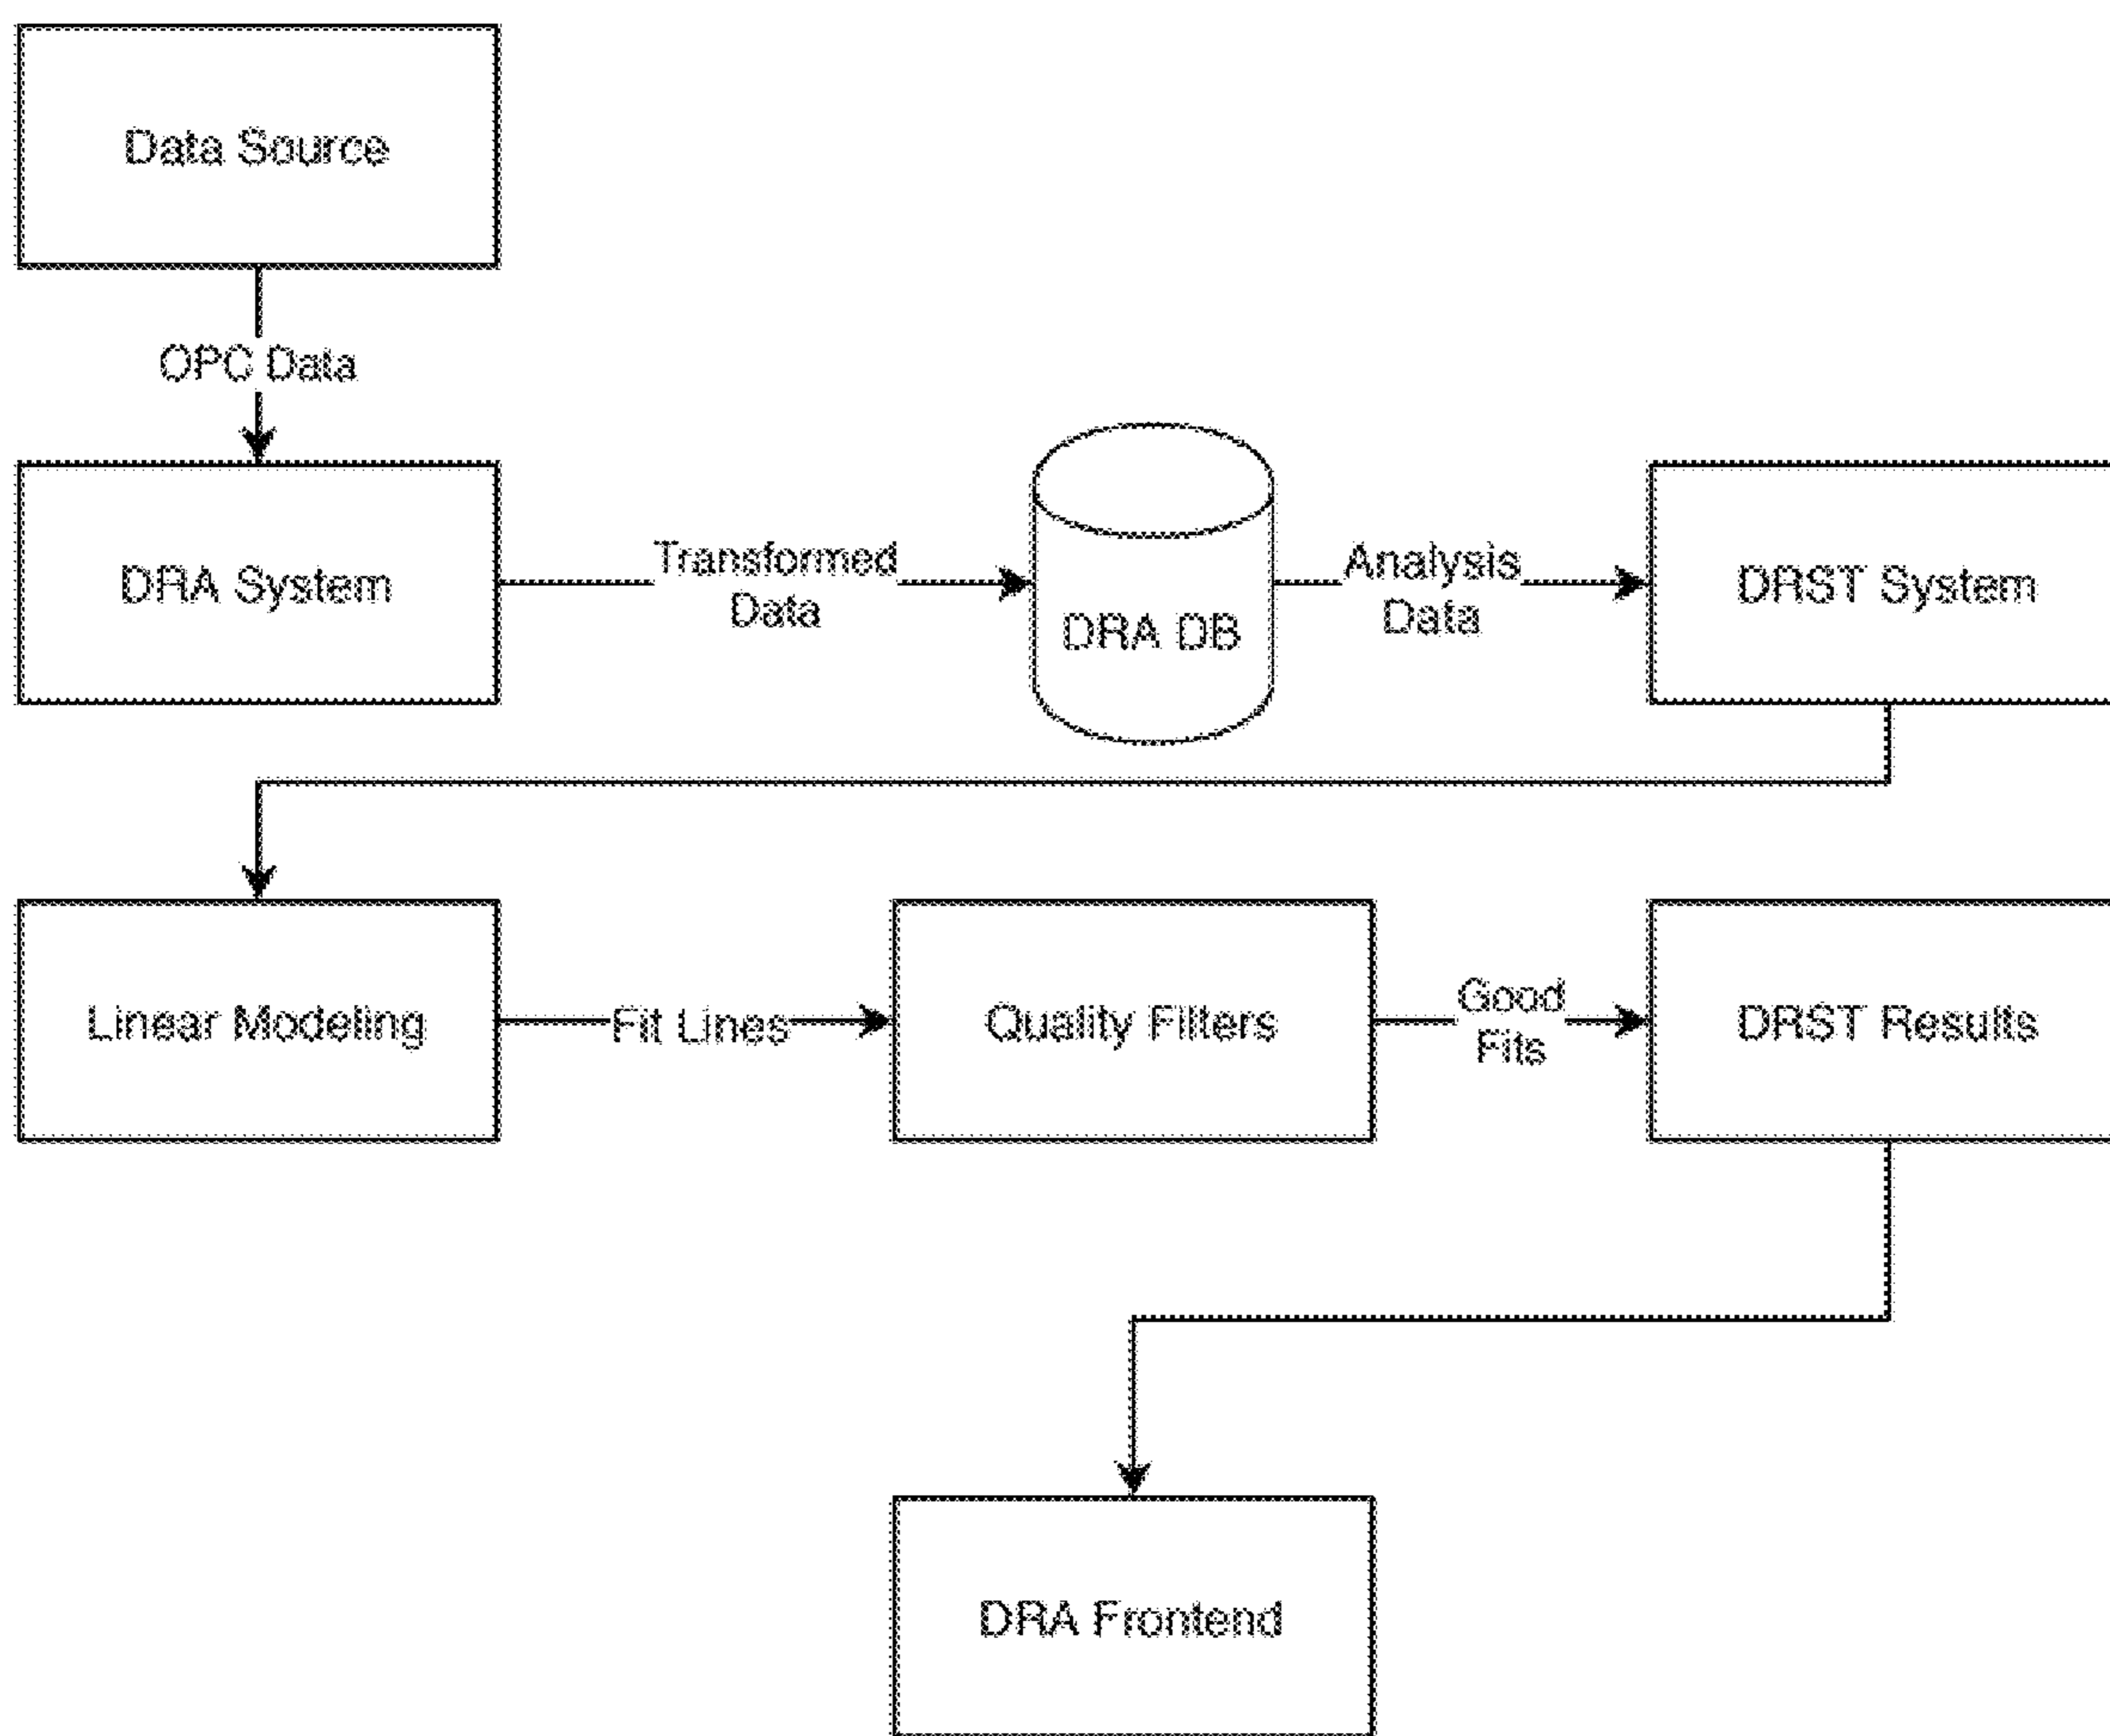 Data Source
OPC Data
DRA System
Transformed
Data
DRA DB
Analysis
Data
DRST System
Linear Modeling
Fit Lines
Quality Filters
Good
Fits
DRST Results
DRA Frontend